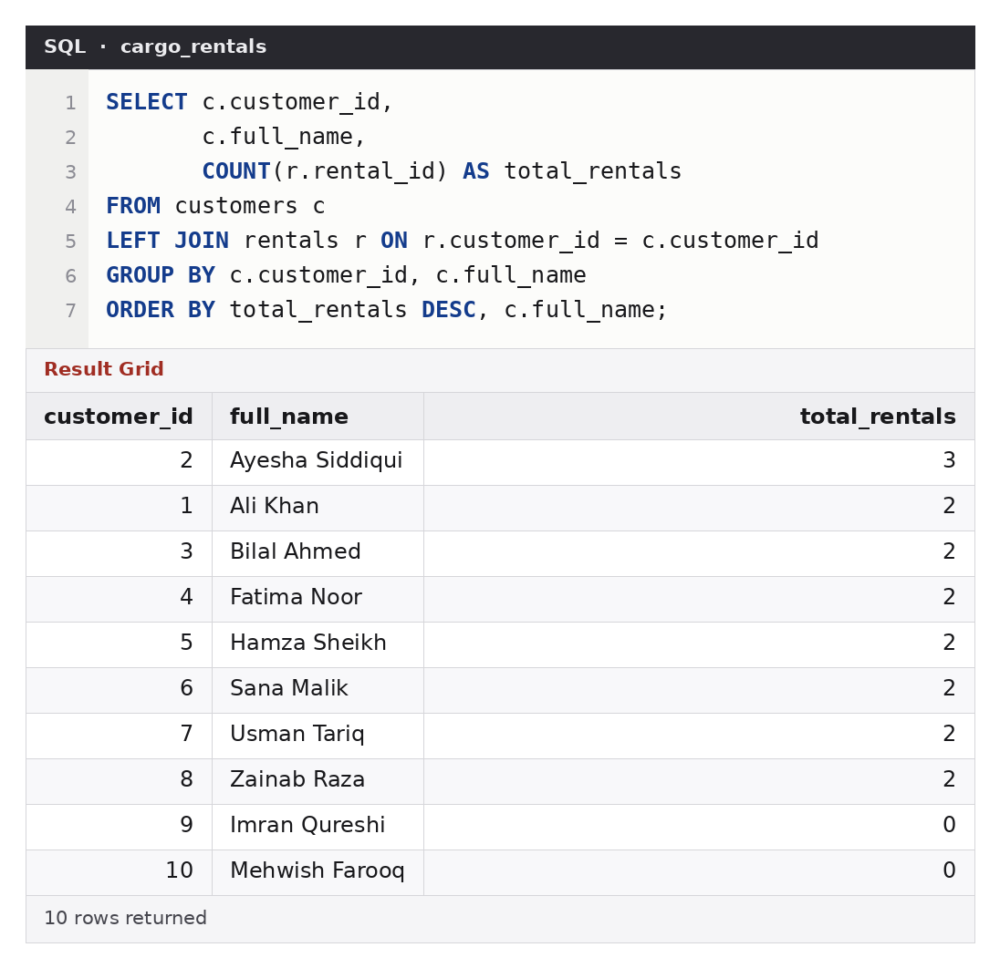 SQL · cargo_rentals
1 SELECT c.customer_id,
2        c.full_name,
3        COUNT(r.rental_id) AS total_rentals
4 FROM customers c
5 LEFT JOIN rentals r ON r.customer_id = c.customer_id
6 GROUP BY c.customer_id, c.full_name
7 ORDER BY total_rentals DESC, c.full_name;
Result Grid
customer_id full_name total_rentals
2 Ayesha Siddiqui 3
1 Ali Khan 2
3 Bilal Ahmed 2
4 Fatima Noor 2
5 Hamza Sheikh 2
6 Sana Malik 2
7 Usman Tariq 2
8 Zainab Raza 2
9 Imran Qureshi 0
10 Mehwish Farooq 0
10 rows returned